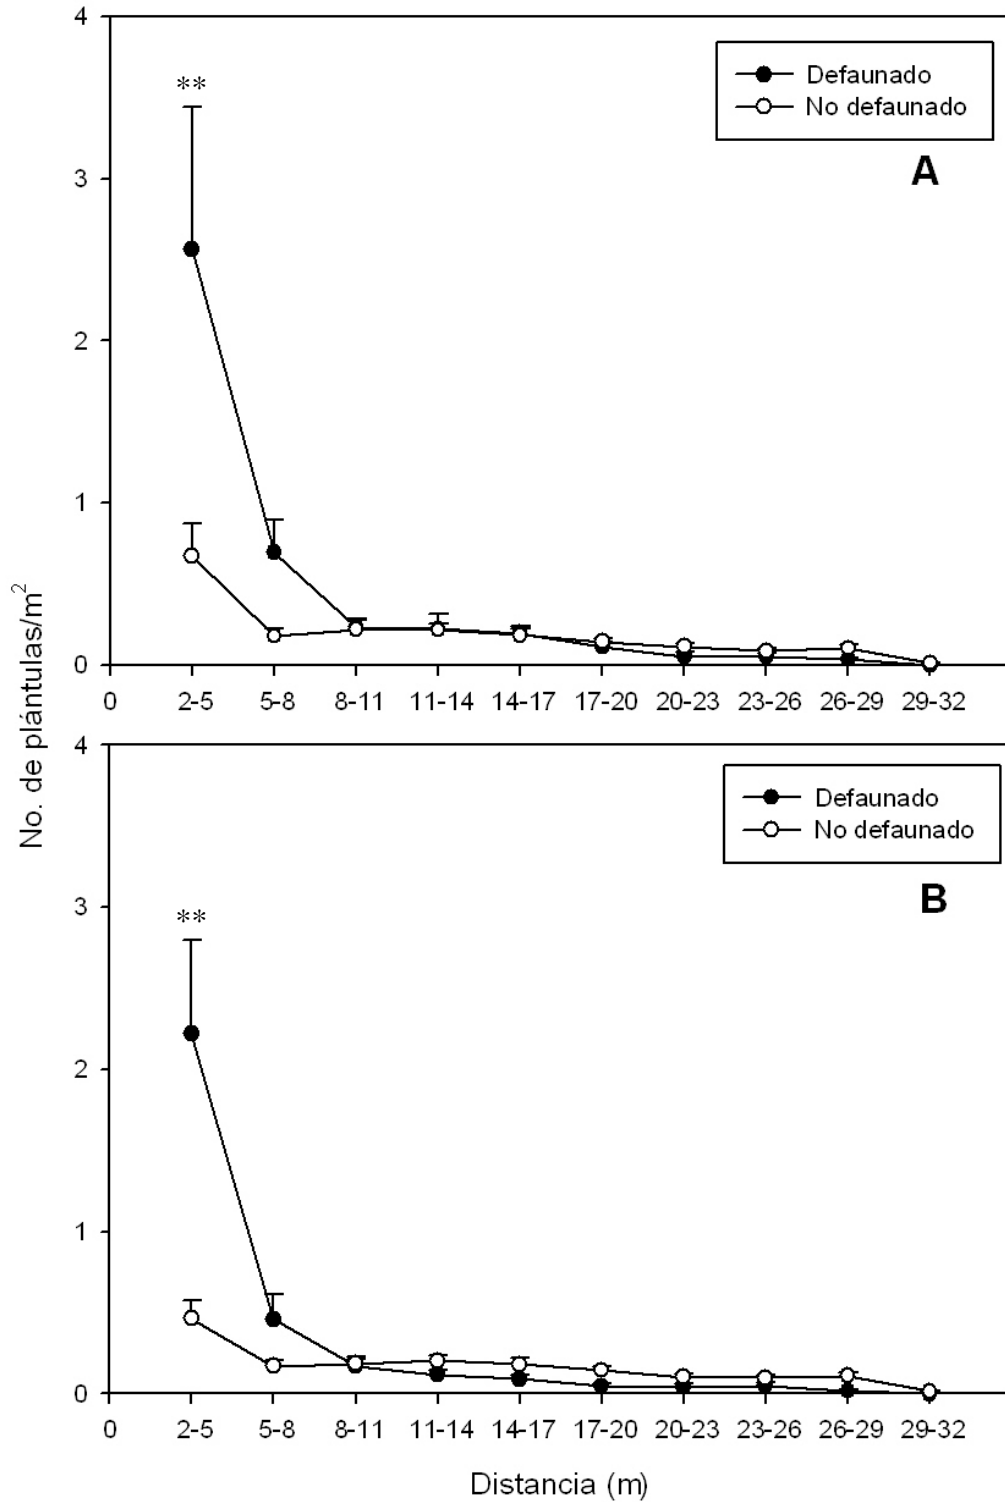 4
**
Defaunado
No defaunado
A
3
2
1
0
0 2-5 5-8 8-11 11-14 14-17 17-20 20-23 23-26 26-29 29-32
No. de plántulas/m²
4
Defaunado
No defaunado
B
3
**
2
1
0
0 2-5 5-8 8-11 11-14 14-17 17-20 20-23 23-26 26-29 29-32
Distancia (m)